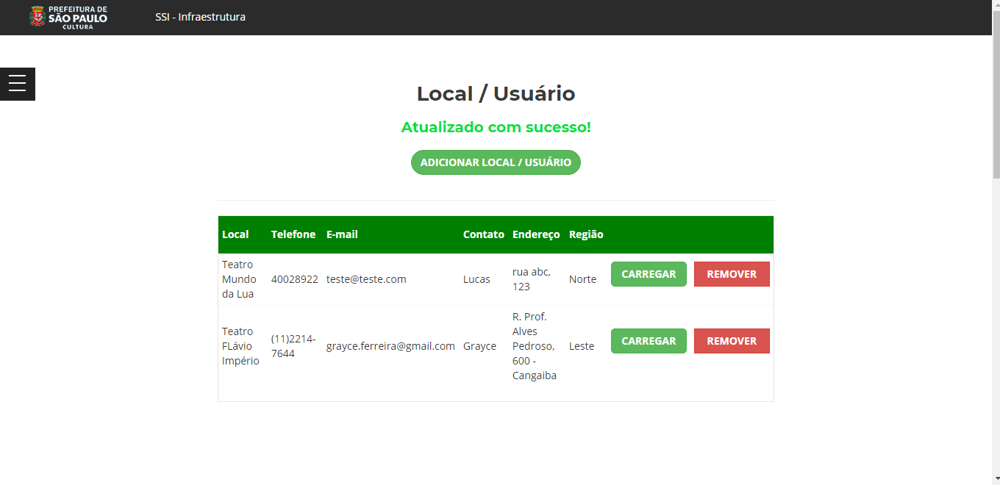 PREFEITURA DE
SÃO PAULO
CULTURA
SSI - Infraestrutura
Local / Usuário
Atualizado com sucesso!
ADICIONAR LOCAL / USUÁRIO
Local Telefone E-mail Contato Endereço Região
Teatro
Mundo
da Lua
40028922
teste@teste.com
Lucas
rua abc,
123
Norte
CARREGAR
REMOVER
Teatro
FLávio
Império
(11)2214-
7644
grayce.ferreira@gmail.com
Grayce
R. Prof.
Alves
Pedroso,
600 -
Cangaiba
Leste
CARREGAR
REMOVER